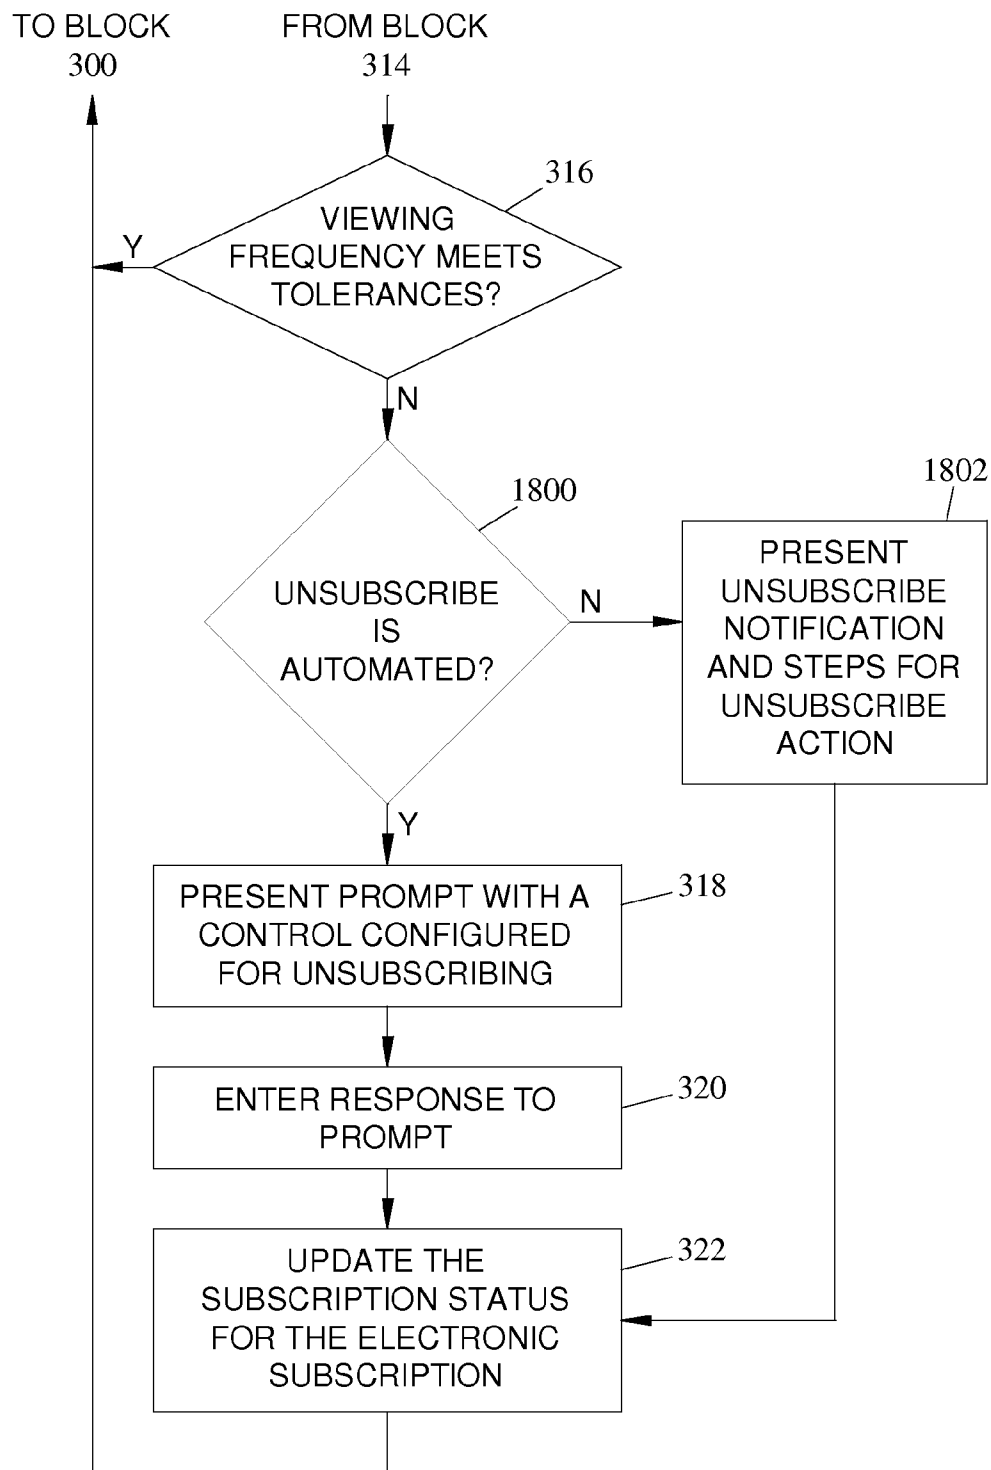 TO BLOCK
300
FROM BLOCK
314
316
VIEWING
FREQUENCY MEETS
TOLERANCES?
Y
N
1800
UNSUBSCRIBE
IS
AUTOMATED?
N
1802
PRESENT
UNSUBSCRIBE
NOTIFICATION
AND STEPS FOR
UNSUBSCRIBE
ACTION
Y
318
PRESENT PROMPT WITH A
CONTROL CONFIGURED
FOR UNSUBSCRIBING
320
ENTER RESPONSE TO
PROMPT
322
UPDATE THE
SUBSCRIPTION STATUS
FOR THE ELECTRONIC
SUBSCRIPTION